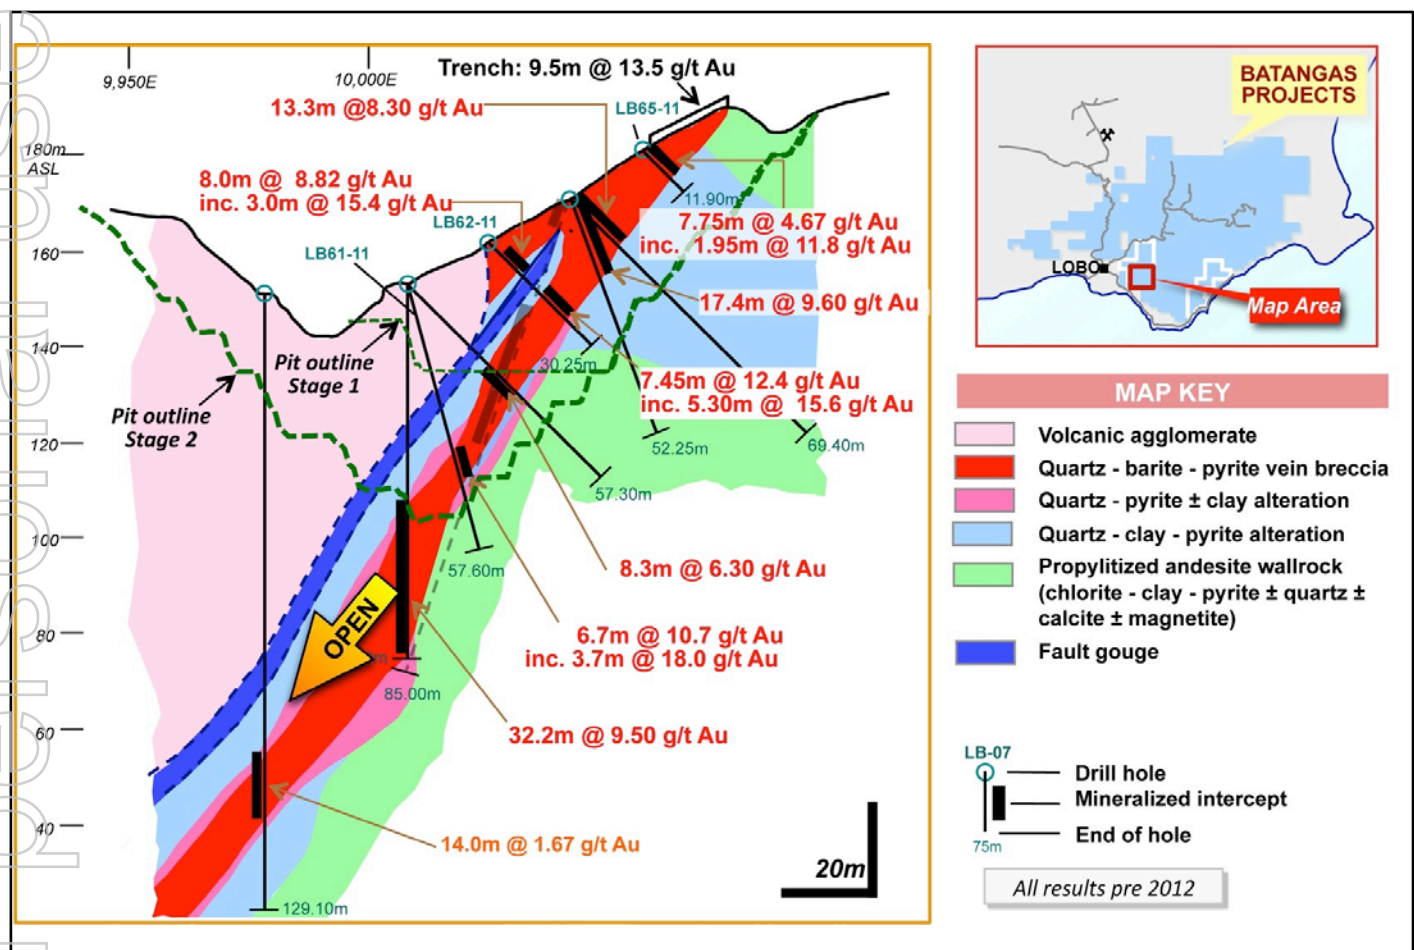 9,950E
10,000E
Trench: 9.5m @ 13.5 g/t Au
13.3m @8.30 g/t Au
LB65-11
180m
ASL
8.0m @ 8.82 g/t Au
inc. 3.0m @ 15.4 g/t Au
LB62-11
11.90m
7.75m @ 4.67 g/t Au
inc. 1.95m @ 11.8 g/t Au
LB61-11
160
17.4m @ 9.60 g/t Au
140
Pit outline
Stage 1
30.25m
7.45m @ 12.4 g/t Au
inc. 5.30m @ 15.6 g/t Au
Pit outline
Stage 2
120
52.25m
69.40m
57.30m
100
57.60m
8.3m @ 6.30 g/t Au
80
OPEN
6.7m @ 10.7 g/t Au
inc. 3.7m @ 18.0 g/t Au
85.00m
60
32.2m @ 9.50 g/t Au
40
14.0m @ 1.67 g/t Au
20m
129.10m
BATANGAS
PROJECTS
LOBO
Map Area
MAP KEY
Volcanic agglomerate
Quartz - barite - pyrite vein breccia
Quartz - pyrite ± clay alteration
Quartz - clay - pyrite alteration
Propylitized andesite wallrock
(chlorite - clay - pyrite ± quartz ±
calcite ± magnetite)
Fault gouge
LB-07
Drill hole
Mineralized intercept
End of hole
75m
All results pre 2012